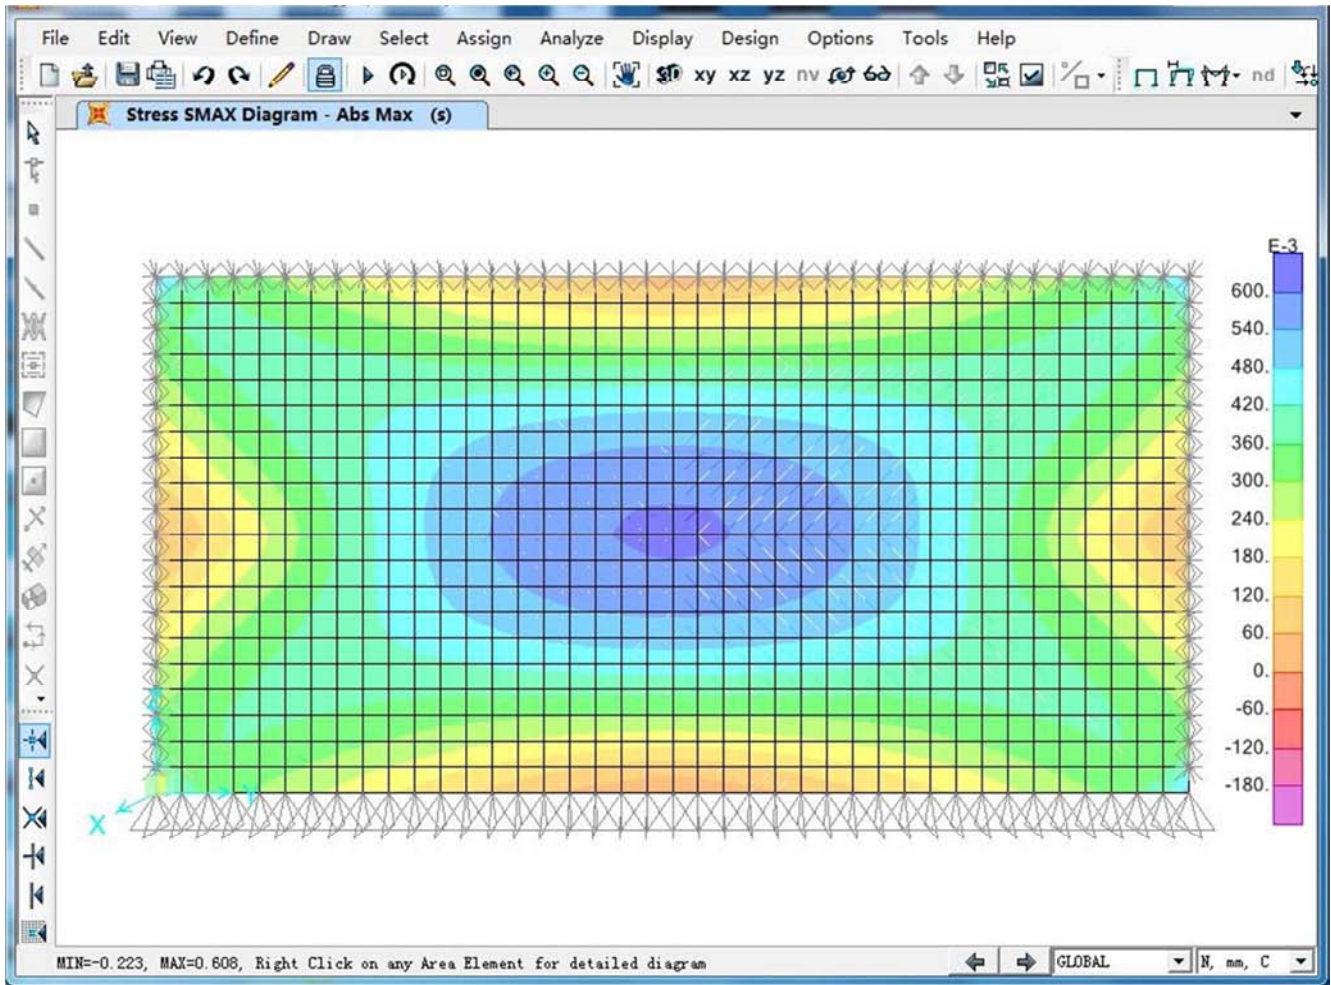 File Edit View Define Draw Select Assign Analyze Display Design Options Tools Help
3D xy xz yz nv nd
Stress SMAX Diagram - Abs Max (s)
E-3
600.
540.
480.
420.
360.
300.
240.
180.
120.
60.
0.
-60.
-120.
-180.
Y
X
MIN=-0.223, MAX=0.608, Right Click on any Area Element for detailed diagram GLOBAL N, mm, C